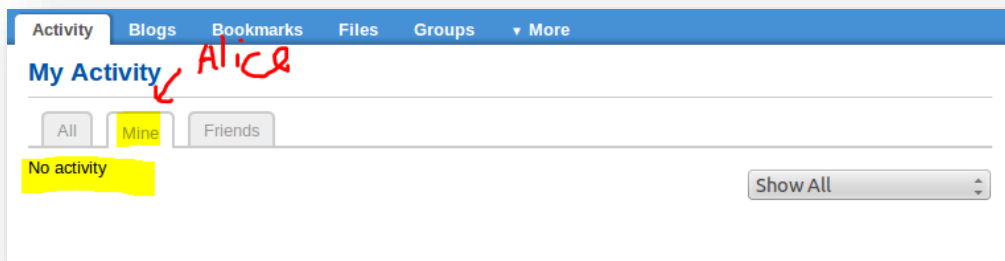 Activity Blogs Bookmarks Files Groups ▼ More
Alice
My Activity
All Mine Friends
No activity
Show All